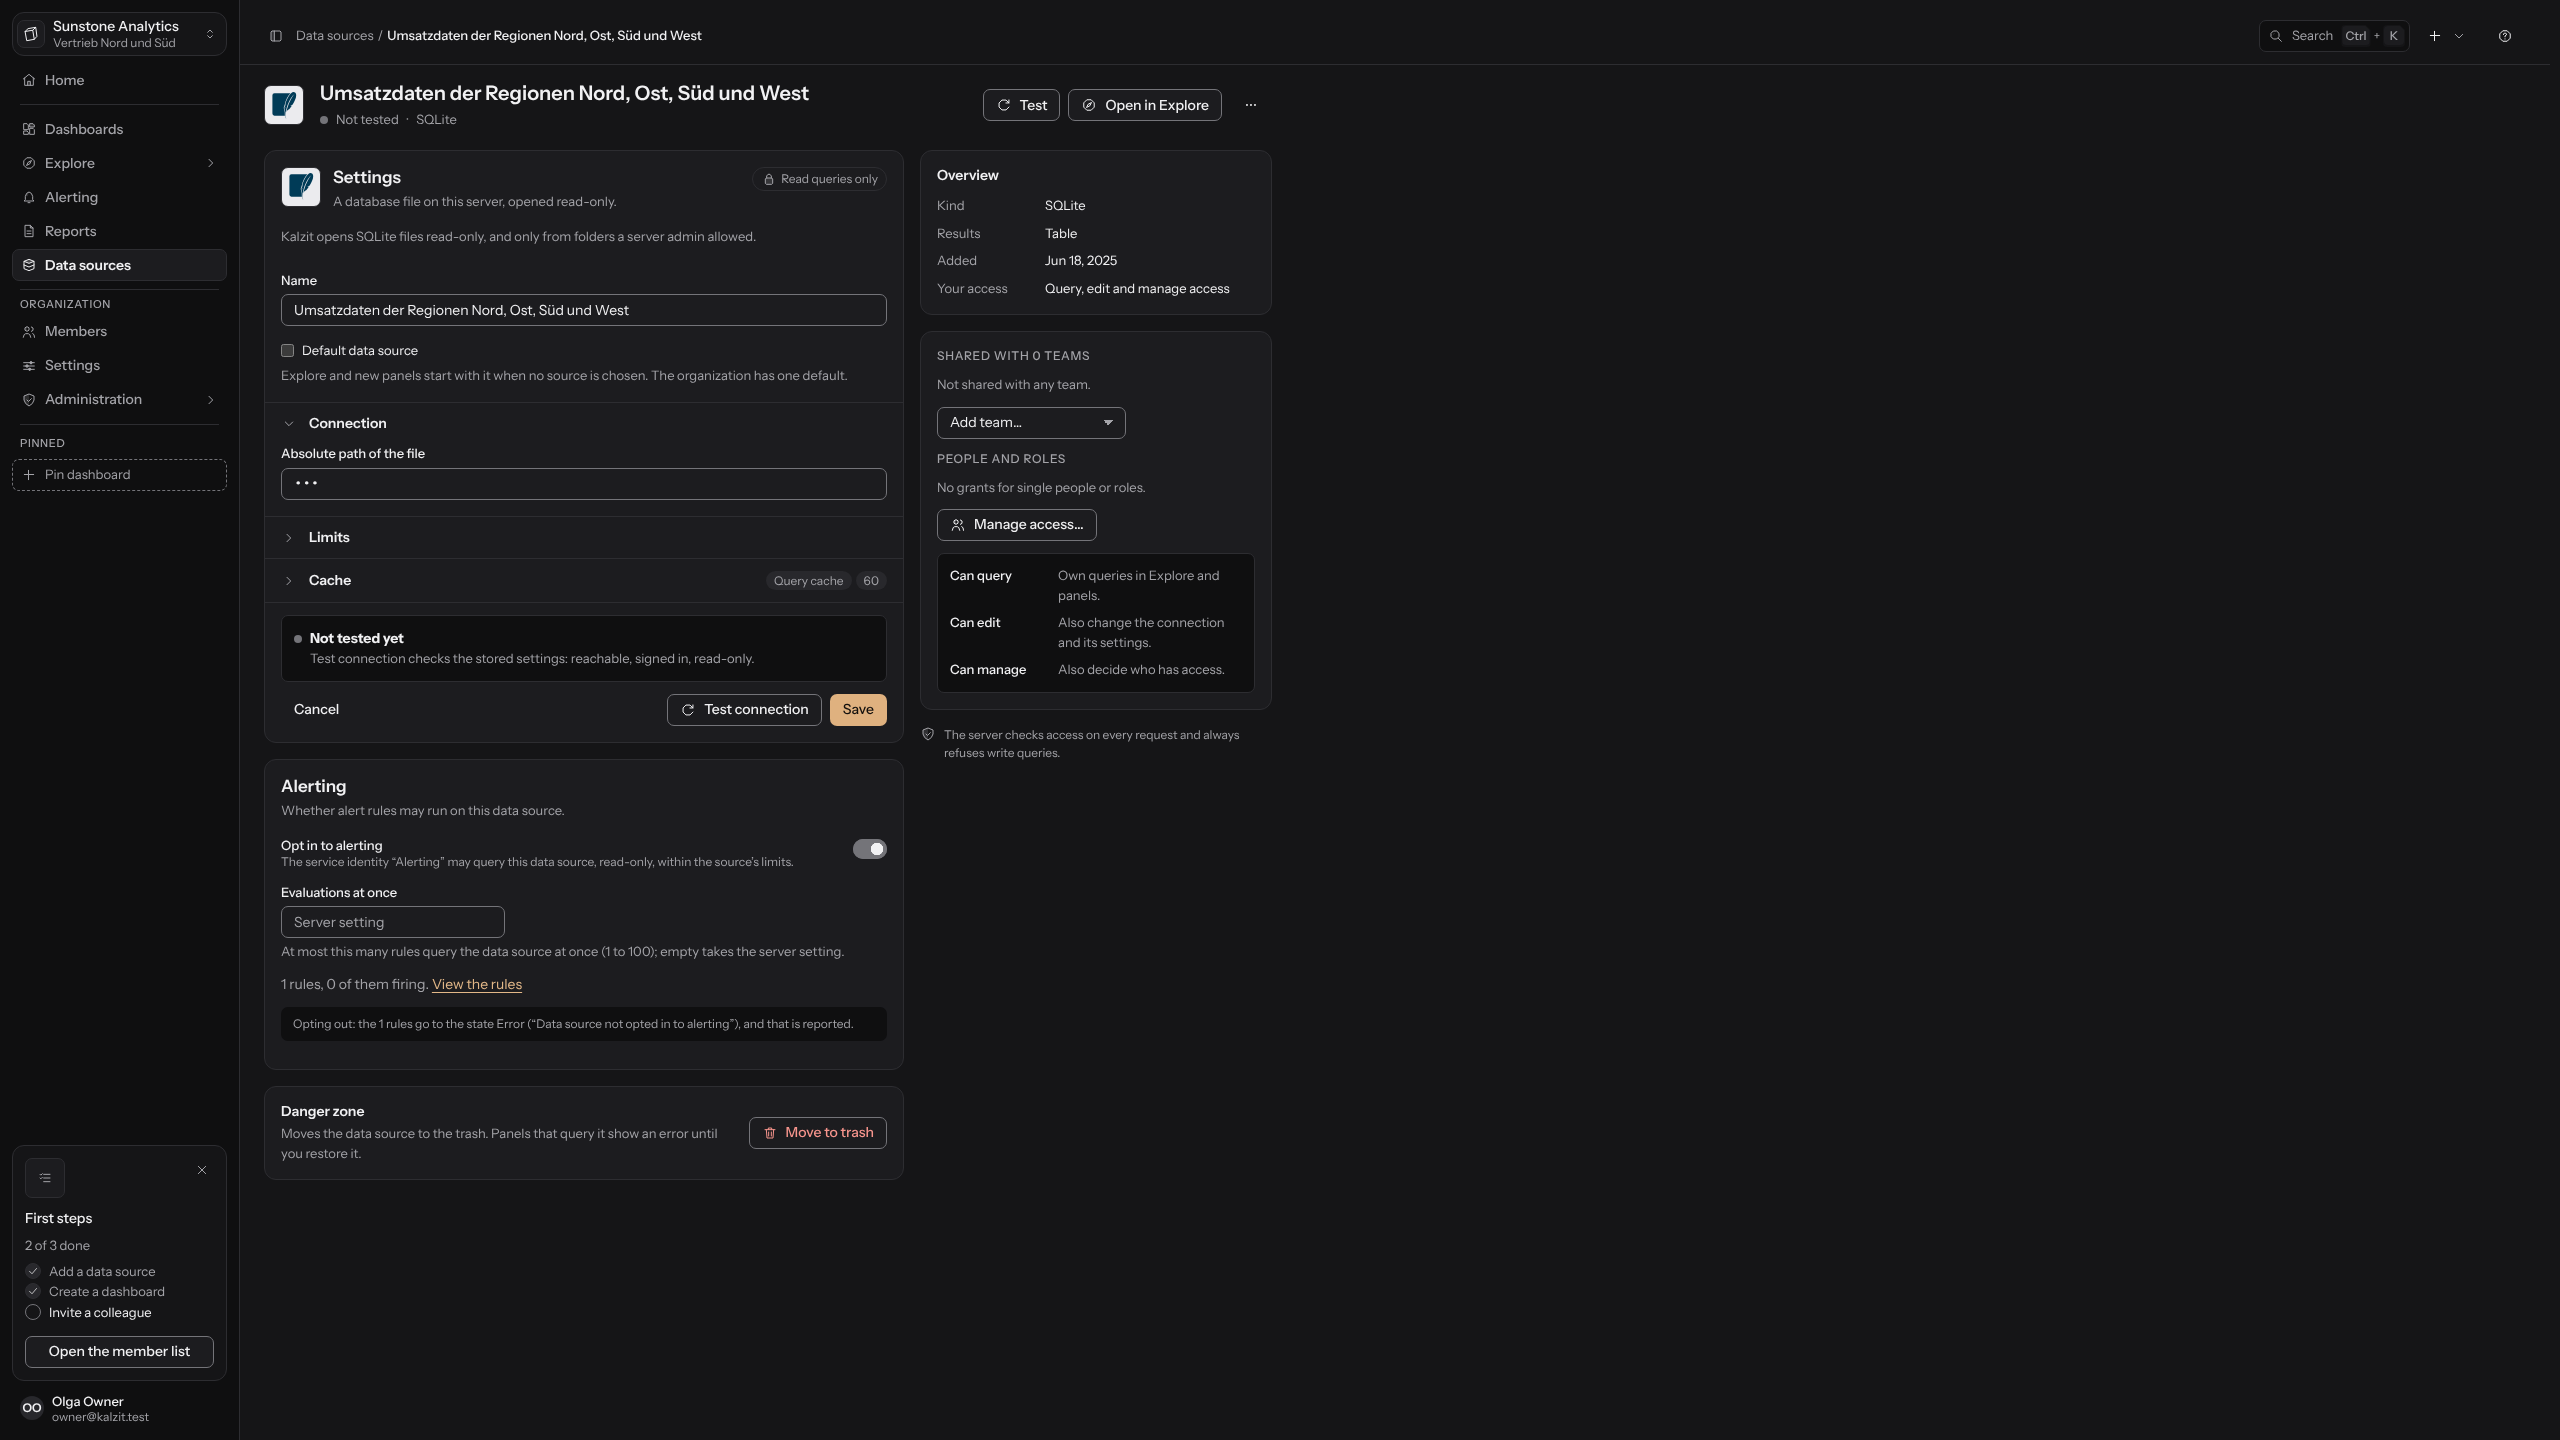 Sunstone Analytics
Vertrieb Nord und Süd
Home
Dashboards
Explore
Alerting
Reports
Data sources
ORGANIZATION
Members
Settings
Administration
PINNED
Pin dashboard
First steps
2 of 3 done
Add a data source
Create a dashboard
Invite a colleague
Open the member list
OO
Olga Owner
owner@kalzit.test
Data sources / Umsatzdaten der Regionen Nord, Ost, Süd und West
Search Ctrl + K
Umsatzdaten der Regionen Nord, Ost, Süd und West
Not tested · SQLite
Test
Open in Explore
Settings
Read queries only
A database file on this server, opened read-only.
Kalzit opens SQLite files read-only, and only from folders a server admin allowed.
Name
Umsatzdaten der Regionen Nord, Ost, Süd und West
Default data source
Explore and new panels start with it when no source is chosen. The organization has one default.
Connection
Absolute path of the file
•••
Limits
Cache
Query cache 60
Not tested yet
Test connection checks the stored settings: reachable, signed in, read-only.
Cancel
Test connection
Save
Alerting
Whether alert rules may run on this data source.
Opt in to alerting
The service identity “Alerting” may query this data source, read-only, within the source's limits.
Evaluations at once
Server setting
At most this many rules query the data source at once (1 to 100); empty takes the server setting.
1 rules, 0 of them firing. View the rules
Opting out: the 1 rules go to the state Error (“Data source not opted in to alerting”), and that is reported.
Danger zone
Moves the data source to the trash. Panels that query it show an error until
you restore it.
Move to trash
Overview
Kind SQLite
Results Table
Added Jun 18, 2025
Your access Query, edit and manage access
SHARED WITH 0 TEAMS
Not shared with any team.
Add team...
PEOPLE AND ROLES
No grants for single people or roles.
Manage access...
Can query Own queries in Explore and
panels.
Can edit Also change the connection
and its settings.
Can manage Also decide who has access.
The server checks access on every request and always
refuses write queries.